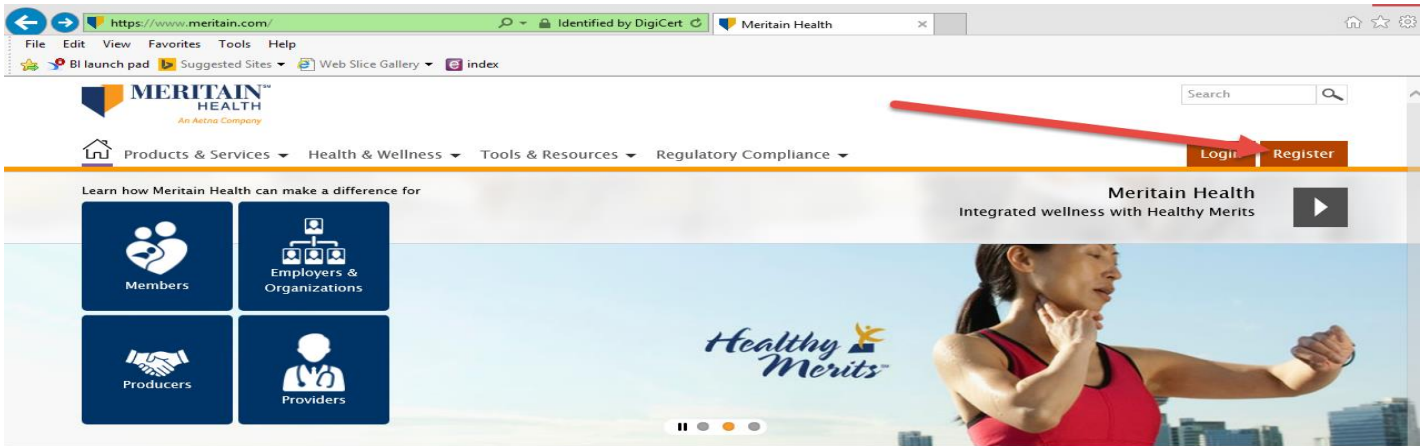 https://www.meritain.com/
Identified by DigiCert
Meritain Health
File Edit View Favorites Tools Help
BI launch pad Suggested Sites Web Slice Gallery index
MERITAIN℠
HEALTH
An Aetna Company
Search
Products & Services Health & Wellness Tools & Resources Regulatory Compliance
Login Register
Learn how Meritain Health can make a difference for
Meritain Health
Integrated wellness with Healthy Merits
Members
Employers &
Organizations
Producers
Providers
Healthy
Merits℠